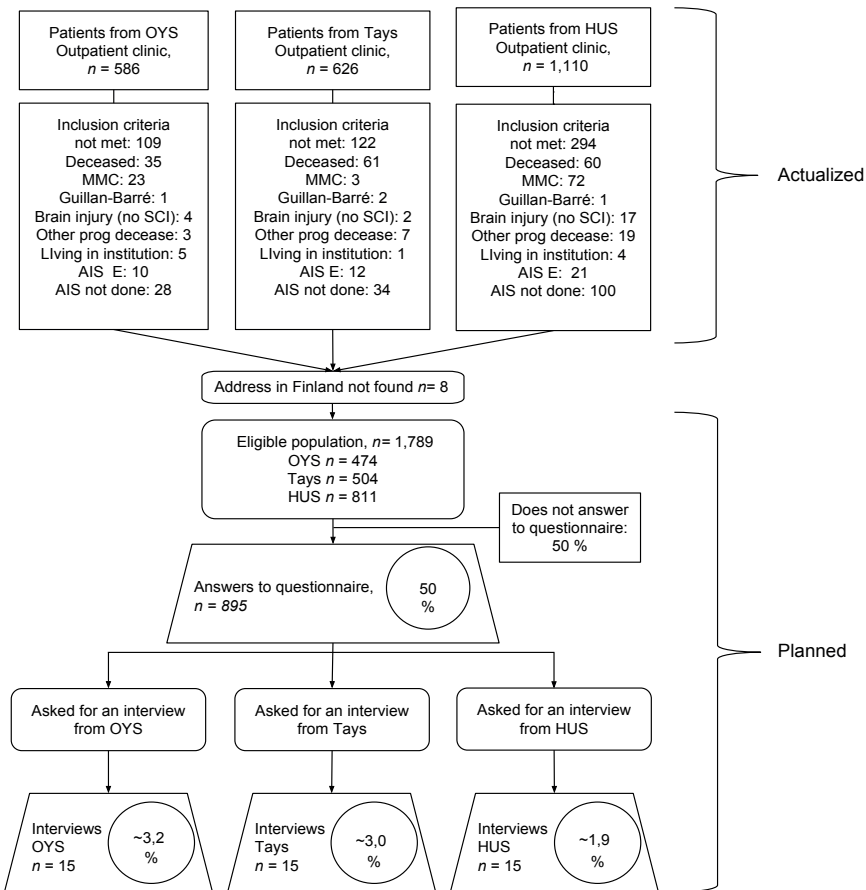 Patients from OYS
Outpatient clinic,
n = 586
Patients from Tays
Outpatient clinic,
n = 626
Patients from HUS
Outpatient clinic,
n = 1,110
Inclusion criteria
not met: 109
Deceased: 35
MMC: 23
Guillan-Barré: 1
Brain injury (no SCI): 4
Other prog decease: 3
LIving in institution: 5
AIS E: 10
AIS not done: 28
Inclusion criteria
not met: 122
Deceased: 61
MMC: 3
Guillan-Barré: 2
Brain injury (no SCI): 2
Other prog decease: 7
LIving in institution: 1
AIS E: 12
AIS not done: 34
Inclusion criteria
not met: 294
Deceased: 60
MMC: 72
Guillan-Barré: 1
Brain injury (no SCI): 17
Other prog decease: 19
LIving in institution: 4
AIS E: 21
AIS not done: 100
Actualized
Address in Finland not found n= 8
Eligible population, n= 1,789
OYS n = 474
Tays n = 504
HUS n = 811
Does not answer
to questionnaire:
50 %
Answers to questionnaire,
n = 895
50
%
Planned
Asked for an interview
from OYS
Asked for an interview
from Tays
Asked for an interview
from HUS
Interviews
OYS
n = 15
~3,2
%
Interviews
Tays
n = 15
~3,0
%
Interviews
HUS
n = 15
~1,9
%